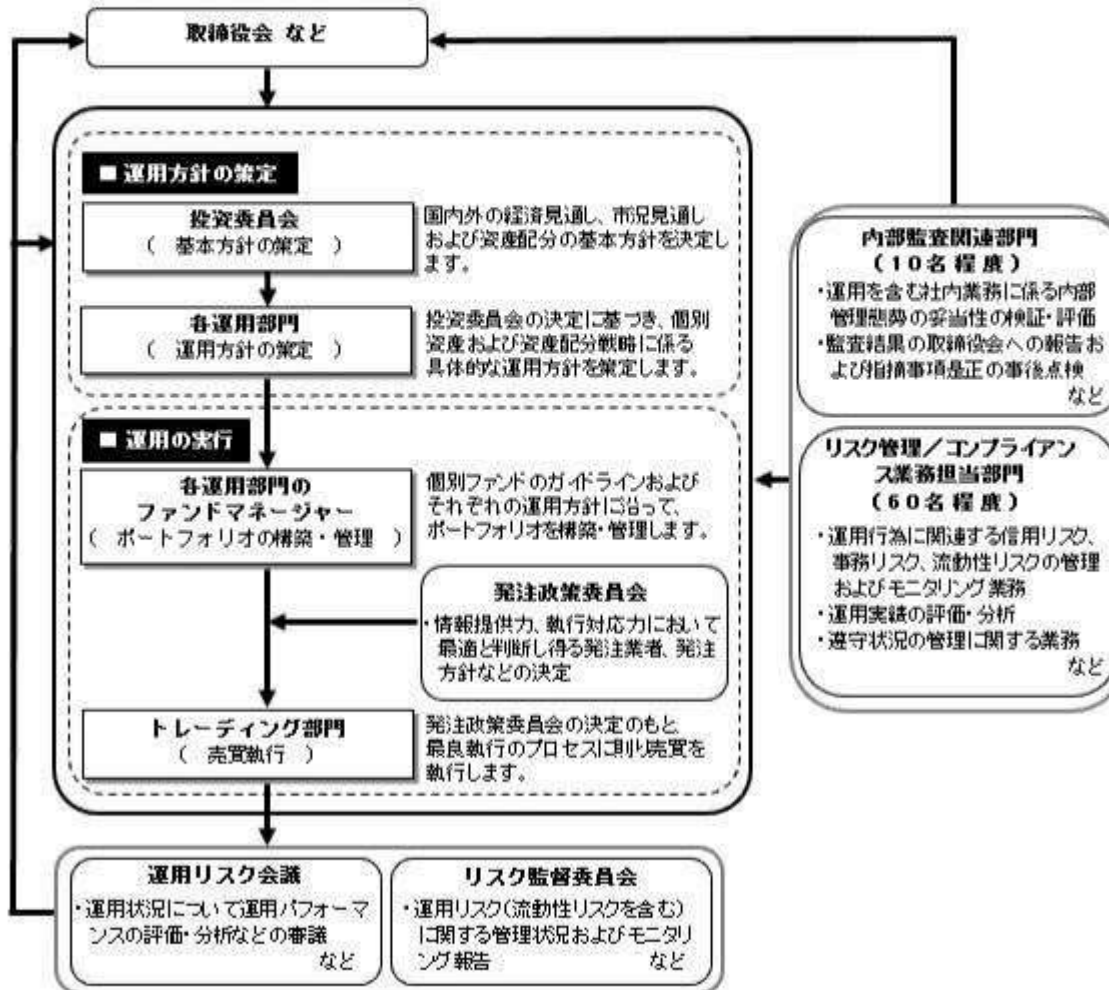 取締役会 など
■ 運用方針の策定
投資委員会
( 基本方針の策定 )
国内外の経済見通し、市況見通し
および資産配分の基本方針を決定し
ます。
各運用部門
( 運用方針の策定 )
投資委員会の決定に基づき、個別
資産および資産配分戦略に係る
具体的な運用方針を策定します。
■ 運用の実行
各運用部門の
ファンドマネージャー
( ポートフォリオの構築・管理 )
個別ファンドのガイドラインおよび
それぞれの運用方針に沿って、
ポートフォリオを構築・管理します。
発注政策委員会
・情報提供力、執行対応力において
最適と判断し得る発注業者、発注
方針などの決定
トレーディング部門
( 売買執行 )
発注政策委員会の決定のもと、
最良執行のプロセスに則り売買を
執行します。
内部監査関連部門
(10名程度)
・運用を含む社内業務に係る内部
管理態勢の妥当性の検証・評価
・監査結果の取締役会への報告お
よび指摘事項是正の事後点検
など
リスク管理/コンプライアン
ス業務担当部門
(60名程度)
・運用行為に関連する信用リスク、
事務リスク、流動性リスクの管理
およびモニタリング業務
・運用実績の評価・分析
・遵守状況の管理に関する業務
など
運用リスク会議
・運用状況について運用パフォーマ
ンスの評価・分析などの審議
など
リスク監督委員会
・運用リスク(流動性リスクを含む)
に関する管理状況およびモニタリ
ング報告 など